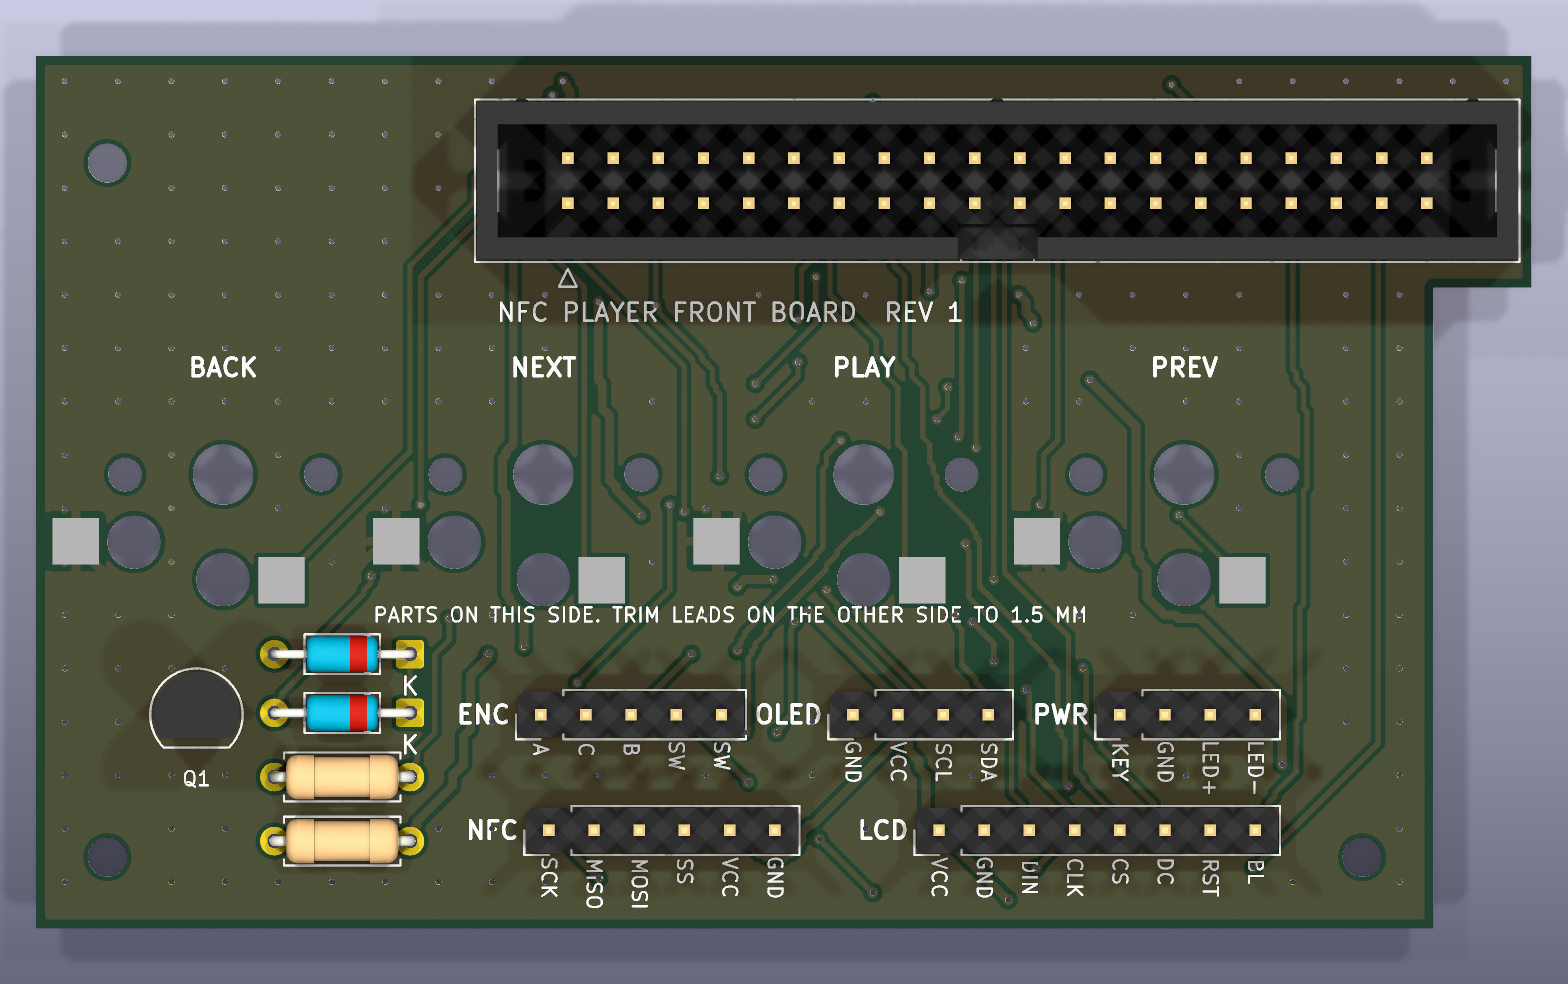 NFC PLAYER FRONT BOARD REV 1
BACK NEXT PLAY PREV
PARTS ON THIS SIDE. TRIM LEADS ON THE OTHER SIDE TO 1.5 MM
K
K
Q1
ENC
A
C
B
SW
SW
OLED
GND
VCC
SCL
SDA
PWR
KEY
GND
LED+
LED-
NFC
SCK
MISO
MOSI
SS
VCC
GND
LCD
VCC
GND
DIN
CLK
CS
DC
RST
BL